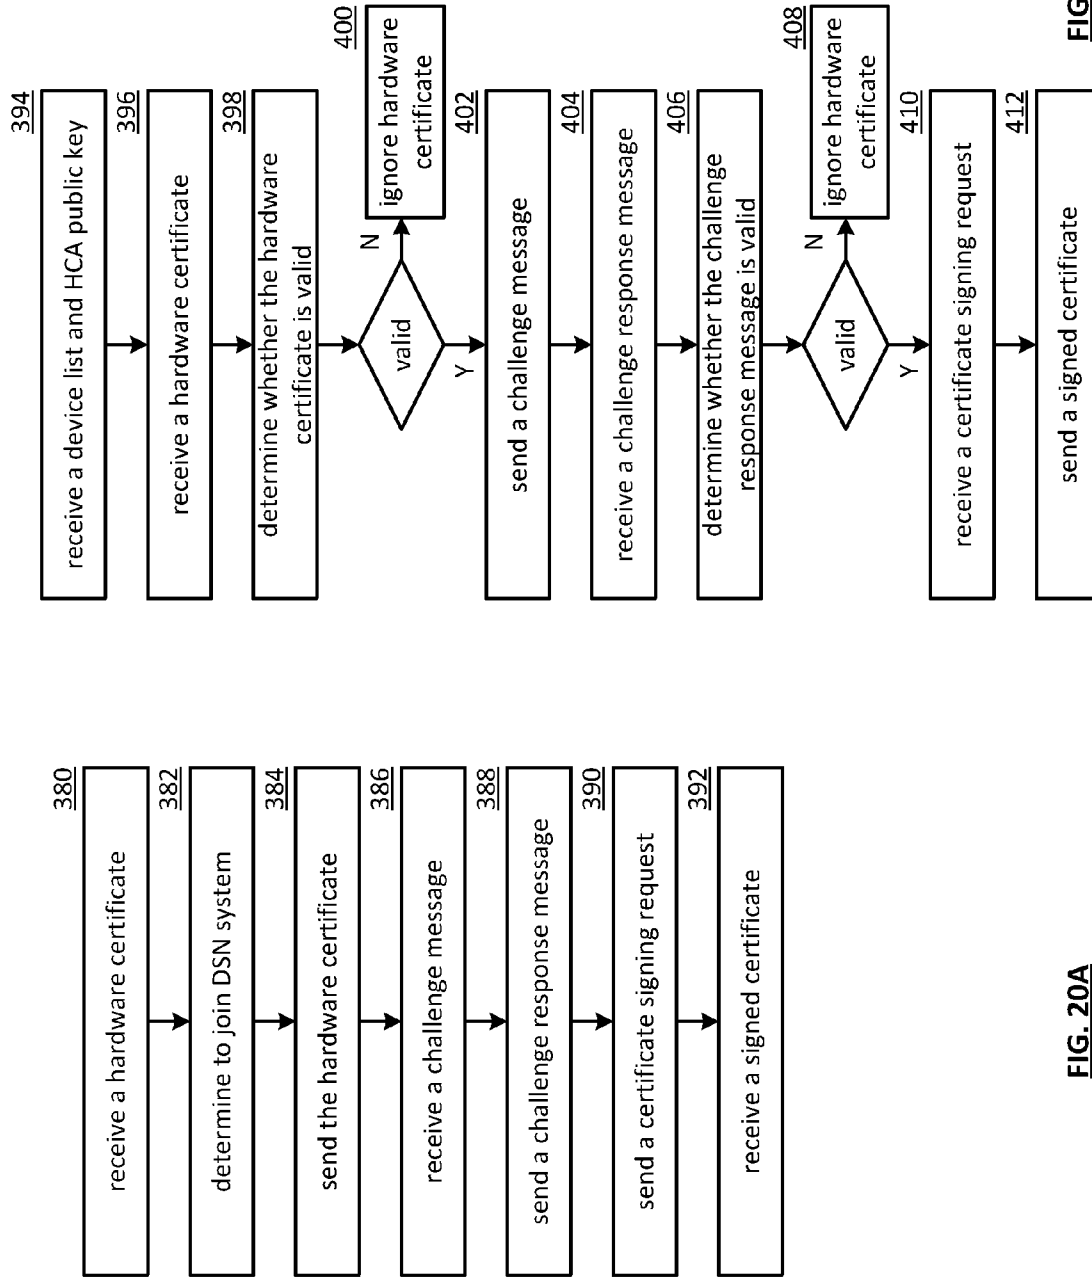 380
receive a hardware certificate
382
determine to join DSN system
384
send the hardware certificate
386
receive a challenge message
388
send a challenge response message
390
send a certificate signing request
392
receive a signed certificate
FIG. 20A
394
receive a device list and HCA public key
396
receive a hardware certificate
398
determine whether the hardware
certificate is valid
valid
N
400
ignore hardware
certificate
Y
402
send a challenge message
404
receive a challenge response message
406
determine whether the challenge
response message is valid
valid
N
408
ignore hardware
certificate
Y
410
receive a certificate signing request
412
send a signed certificate
FIG